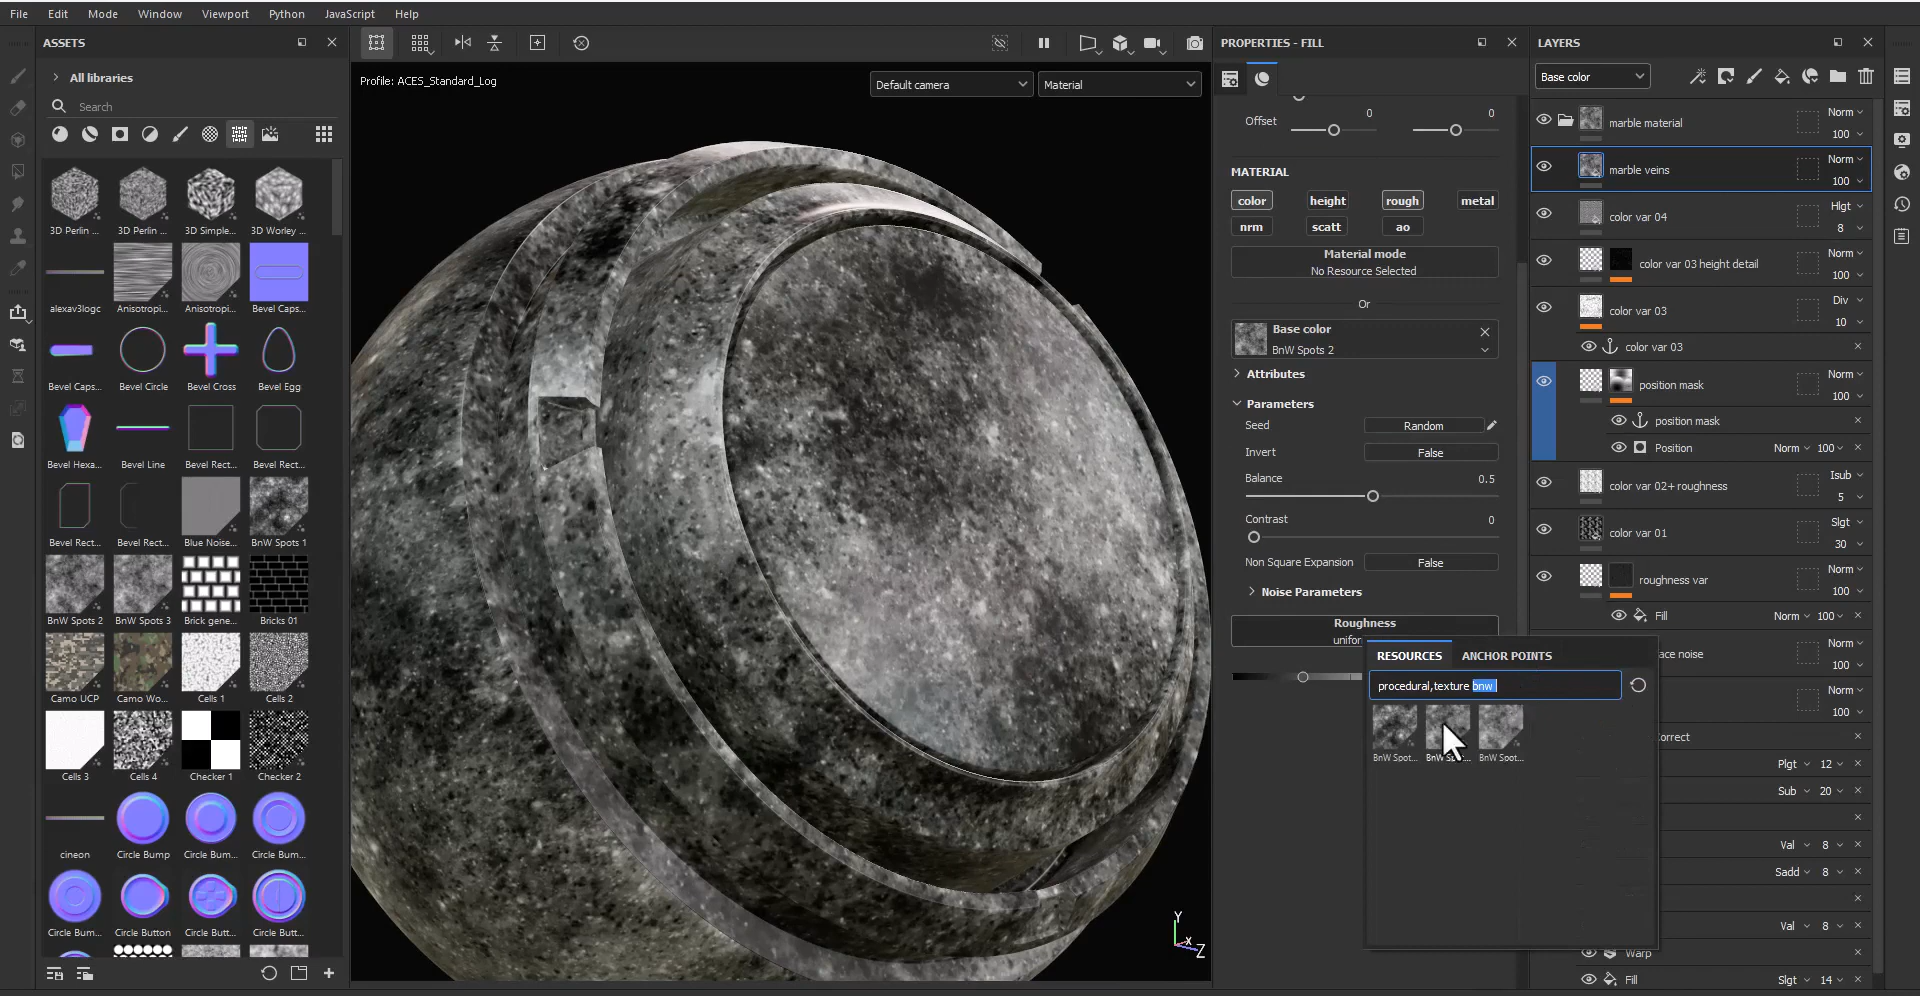 File Edit Mode Window Viewport Python JavaScript Help
ASSETS
All libraries
Search
3D Perlin ... 3D Perlin ... 3D Simple... 3D Worley ...
alexav3logc Anisotropi... Anisotropi... Bevel Caps...
Bevel Caps... Bevel Circle Bevel Cross Bevel Egg
Bevel Hexa... Bevel Line Bevel Rect... Bevel Rect...
Bevel Rect... Bevel Rect... Blue Noise... BnW Spots 1
BnW Spots 2 BnW Spots 3 Brick gene... Bricks 01
Camo UCP Camo Wo... Cells 1 Cells 2
Cells 3 Cells 4 Checker 1 Checker 2
cineon Circle Bump Circle Bum... Circle Bum...
Circle Bum... Circle Button Circle Butt... Circle Butt...
Profile: ACES_Standard_Log
Default camera
Material
Y
X
Z
PROPERTIES - FILL
Offset 0 0
MATERIAL
color height rough metal
nrm scatt ao
Material mode
No Resource Selected
Or
Base color
BnW Spots 2
Attributes
Parameters
Seed Random
Invert False
Balance 0.5
Contrast 0
Non Square Expansion False
Noise Parameters
Roughness
RESOURCES ANCHOR POINTS
procedural,texture bnw
BnW Spot... BnW Spot...
LAYERS
Base color
marble material Norm 100
marble veins Norm 100
color var 04 Hlgt 8
color var 03 height detail Norm 100
color var 03 Div 10
color var 03
position mask Norm 100
position mask
Position Norm 100
color var 02+ roughness Isub 5
color var 01 Slgt 30
roughness var Norm 100
Fill Norm 100
noise Norm 100
Norm 100
Plgt 12
Sub 20
Val 8
Sadd 8
Val 8
Warp
Fill Slgt 14